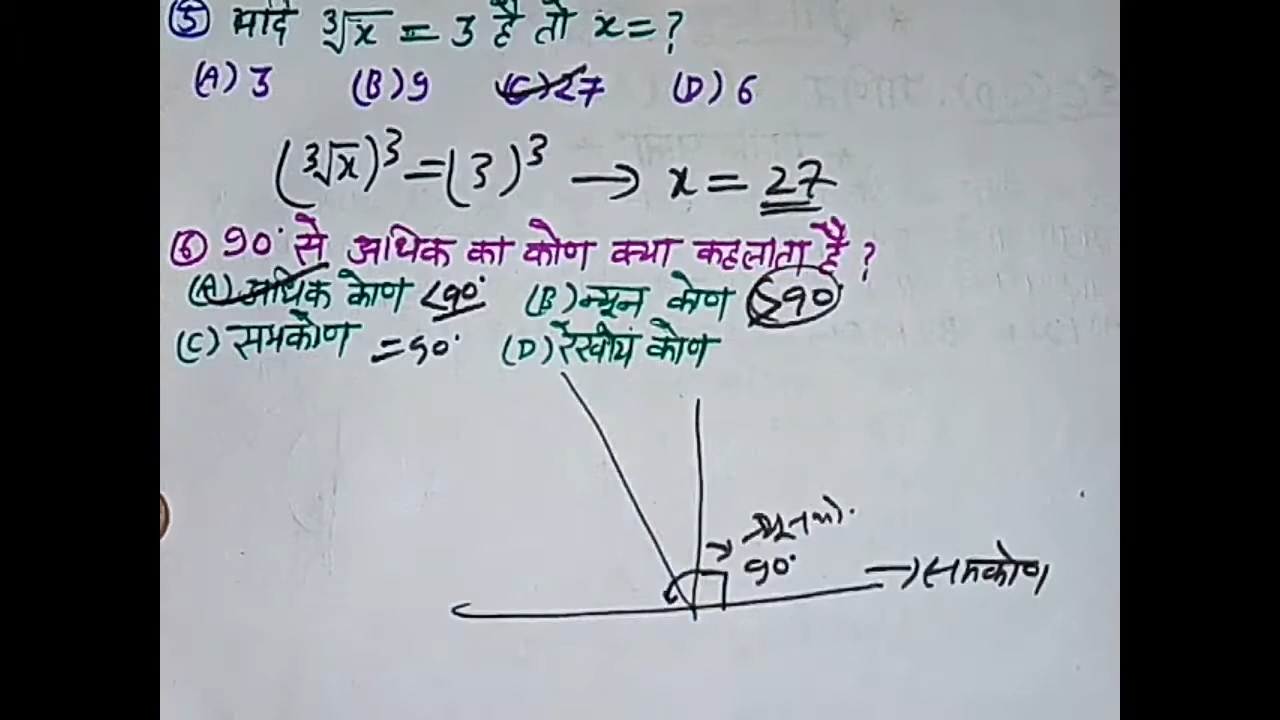 ⑤ यदि ∛x = 3 है तो x = ?
(A) 3 (B) 9 (C) 27 (D) 6
(∛x)³ = (3)³ → x = 27
⑥ 90° से अधिक का कोण क्या कहलाता है ?
(A) अधिक कोण <90° (B) न्यून कोण >90
(C) समकोण = 90° (D) रेखीय कोण
→ न्यून को.
90° → समकोण